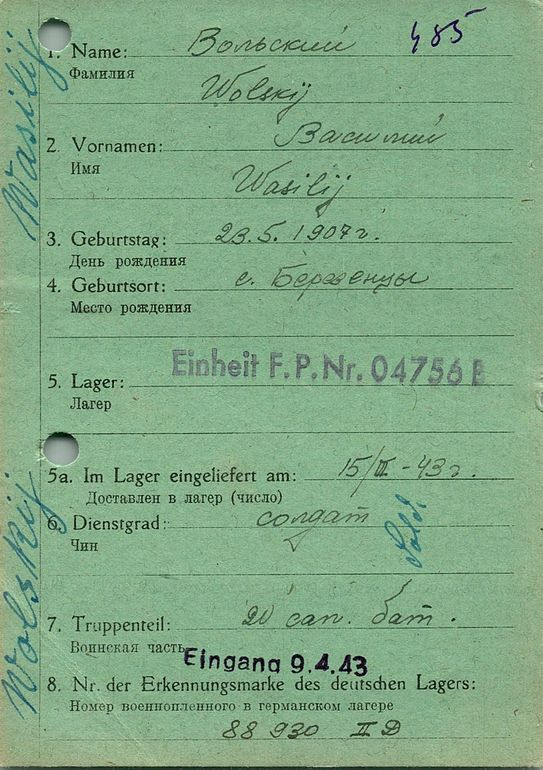 485
1. Name: Вольский
Фамилия
Wolskij
2. Vornamen: Василий
Имя
Wasilij
3. Geburtstag: 23.5.1907г.
День рождения
4. Geburtsort: с. Березенцы
Место рождения
Einheit F.P.Nr. 04756 B
5. Lager:
Лагер
5a. Im Lager eingeliefert am: 15/III-43г.
Доставлен в лагер (число)
6. Dienstgrad: солдат
Чин
Sold.
7. Truppenteil: 20 сап. бат.
Воинская часть
Eingang 9.4.43
8. Nr. der Erkennungsmarke des deutschen Lagers:
Номер военнопленного в германском лагере
88 930 II D
Wolskij Wasilij